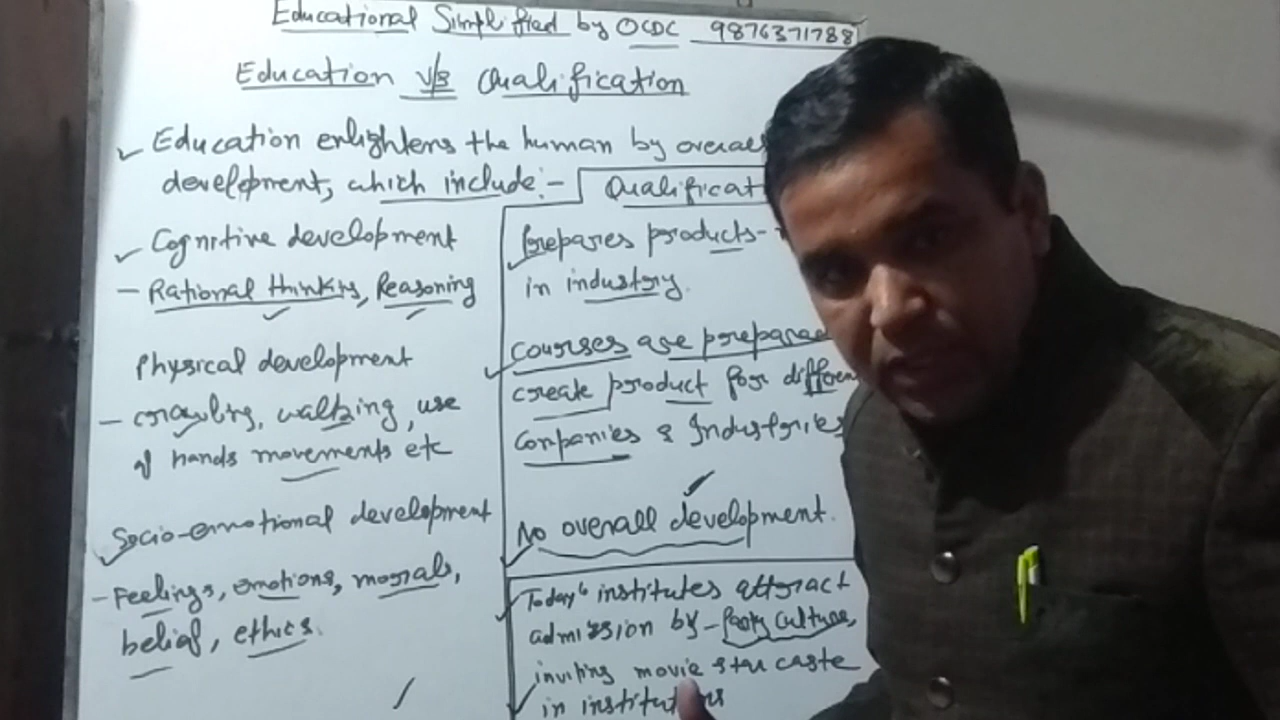 Educational Simplified by OCDC 9876371788
Education v/s Qualification
Education enlightens the human by overal
development, which include:-
Cognitive development
- Rational thinking, Reasoning
Physical development
- crawling, walking, use
of hands movements etc
Socio-emotional development
- Feelings, emotions, morals,
belief, ethics.
Qualificat
Prepares products-
in industry.
Courses are prepared
create product for differen
Companies & Industries
No overall development.
Today's institutes attract
admission by - Party culture,
inviting movie star caste
in institutions